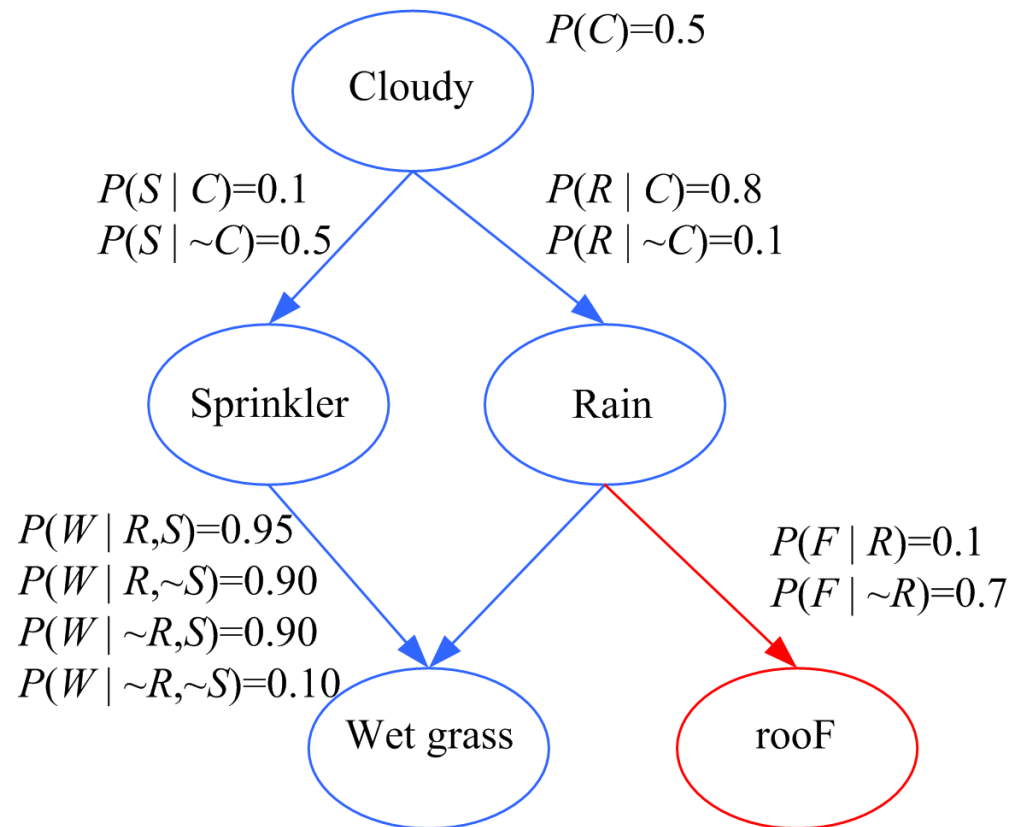 P(C)=0.5
Cloudy
P(S | C)=0.1
P(S | ~C)=0.5
P(R | C)=0.8
P(R | ~C)=0.1
Sprinkler
Rain
P(W | R,S)=0.95
P(W | R,~S)=0.90
P(W | ~R,S)=0.90
P(W | ~R,~S)=0.10
P(F | R)=0.1
P(F | ~R)=0.7
Wet grass
rooF